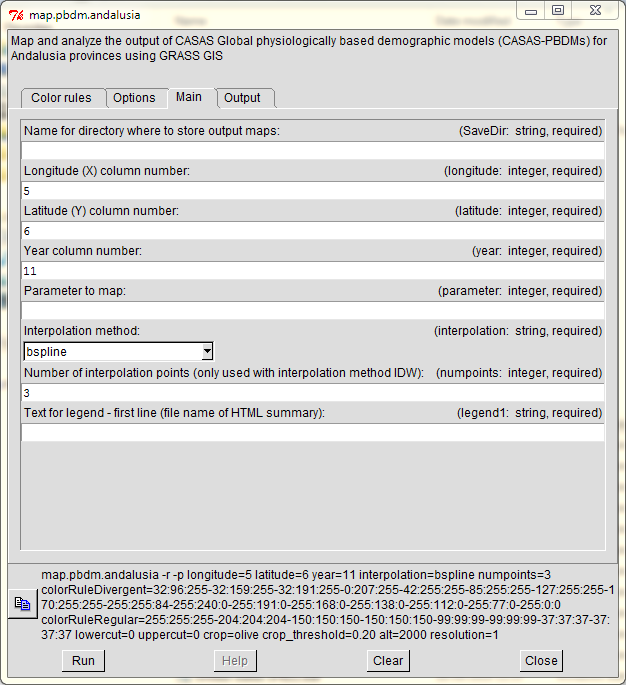 map.pbdm.andalusia
Map and analyze the output of CASAS Global physiologically based demographic models (CASAS-PBDMs) for
Andalusia provinces using GRASS GIS
Color rules Options Main Output
Name for directory where to store output maps: (SaveDir: string, required)
Longitude (X) column number: (longitude: integer, required)
5
Latitude (Y) column number: (latitude: integer, required)
6
Year column number: (year: integer, required)
11
Parameter to map: (parameter: integer, required)
Interpolation method: (interpolation: string, required)
bspline
Number of interpolation points (only used with interpolation method IDW): (numpoints: integer, required)
3
Text for legend - first line (file name of HTML summary): (legend1: string, required)
map.pbdm.andalusia -r -p longitude=5 latitude=6 year=11 interpolation=bspline numpoints=3
colorRuleDivergent=32:96:255-32:159:255-32:191:255-0:207:255-42:255:255-85:255:255-127:255:255-1
70:255:255-255:255:84-255:240:0-255:191:0-255:168:0-255:138:0-255:112:0-255:77:0-255:0:0
colorRuleRegular=255:255:255-204:204:204-150:150:150-150:150:150-99:99:99-99:99:99-37:37:37-37:
37:37 lowercut=0 uppercut=0 crop=olive crop_threshold=0.20 alt=2000 resolution=1
Run Help Clear Close